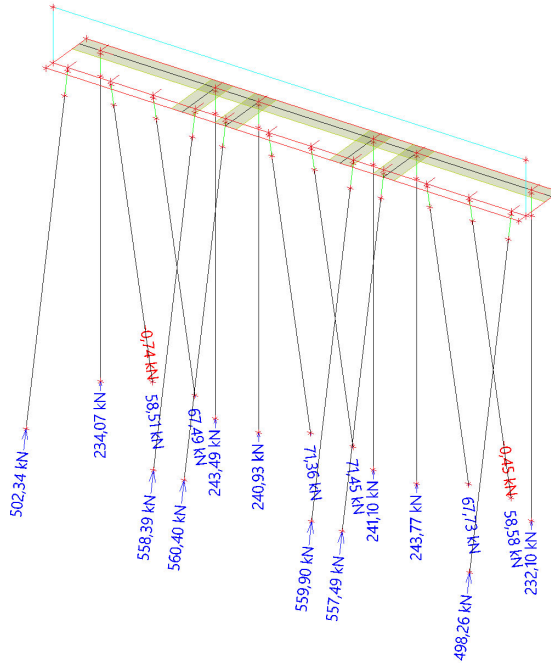 502,34 kN
234,07 kN
-0,74 kN
58,51 kN
558,39 kN
67,49 kN
560,40 kN
243,49 kN
240,93 kN
71,36 kN
559,90 kN
71,45 kN
557,49 kN
241,10 kN
243,77 kN
67,73 kN
498,26 kN
-0,45 kN
58,58 kN
232,10 kN